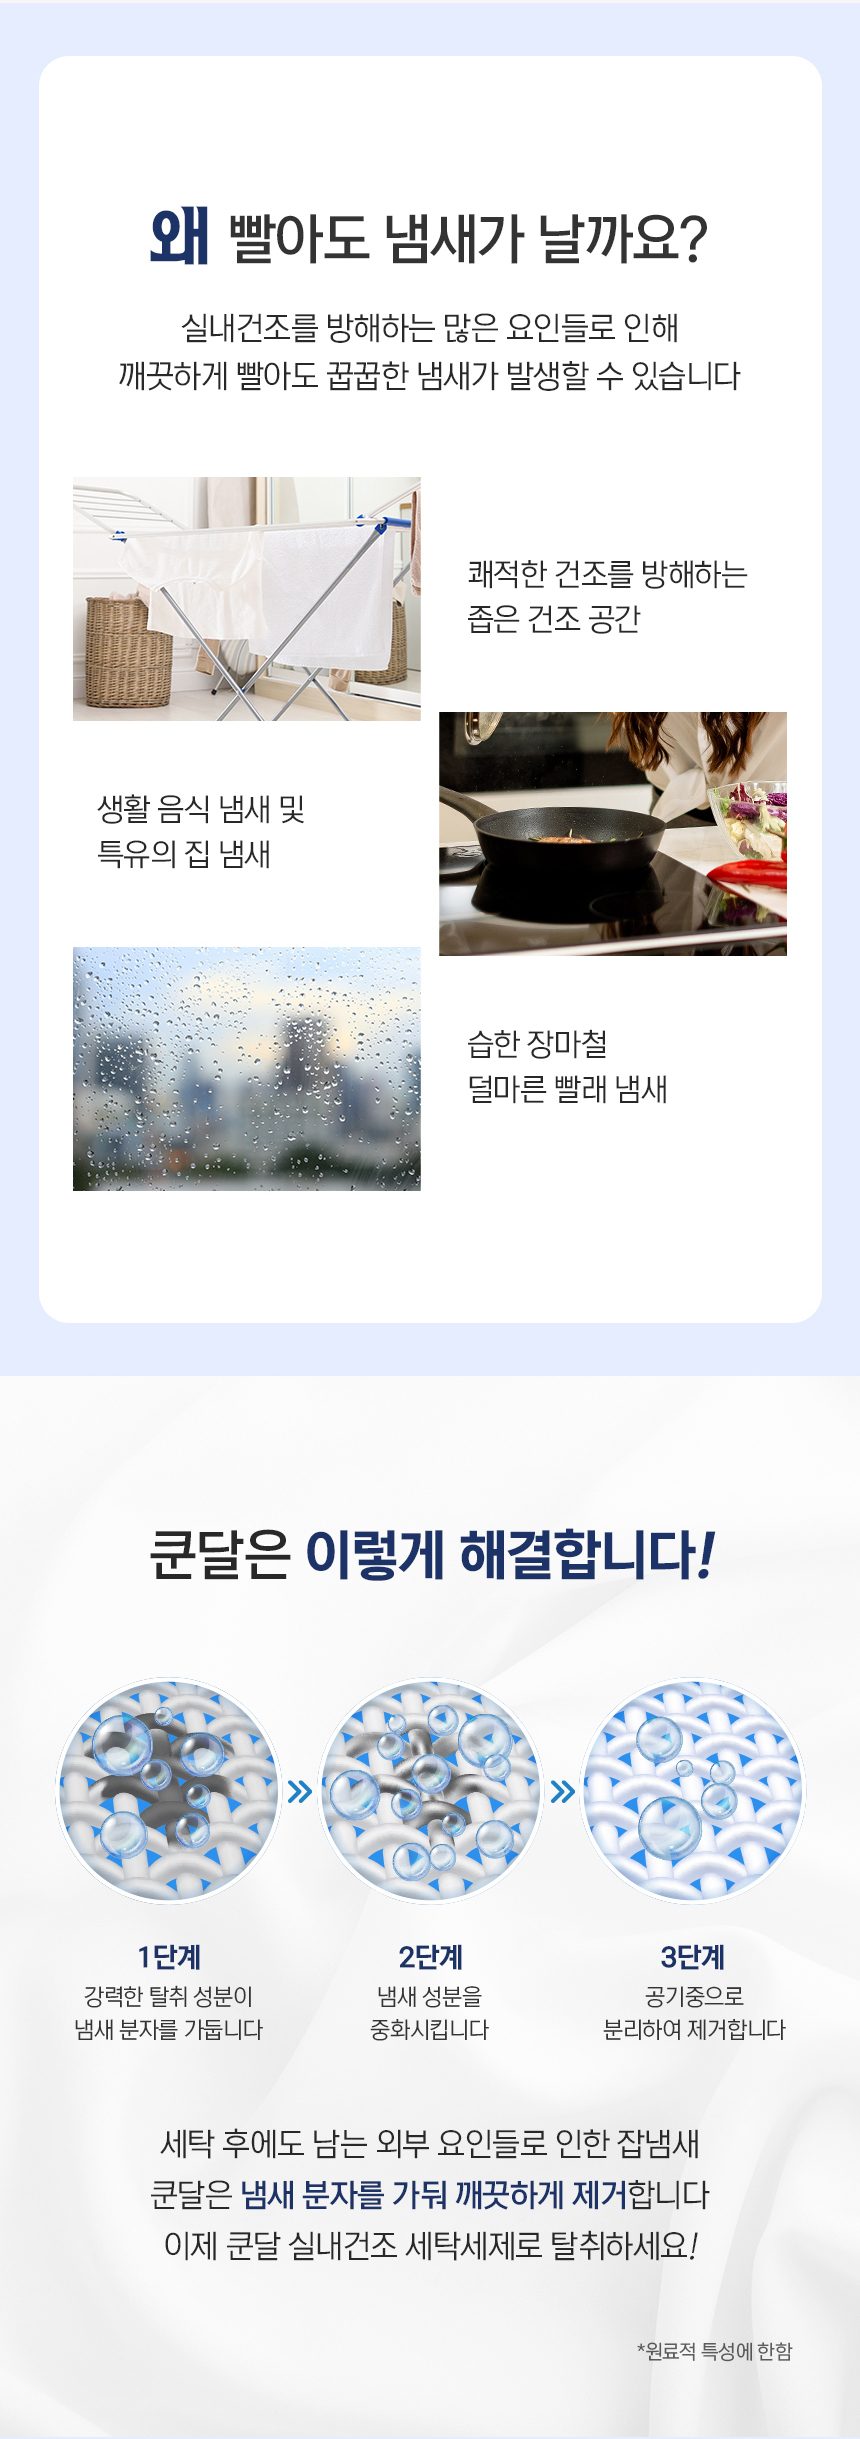 왜 빨아도 냄새가 날까요?
실내건조를 방해하는 많은 요인들로 인해
깨끗하게 빨아도 꿉꿉한 냄새가 발생할 수 있습니다
쾌적한 건조를 방해하는
좁은 건조 공간
생활 음식 냄새 및
특유의 집 냄새
습한 장마철
덜마른 빨래 냄새
쿤달은 이렇게 해결합니다!
1단계
강력한 탈취 성분이
냄새 분자를 가둡니다
2단계
냄새 성분을
중화시킵니다
3단계
공기중으로
분리하여 제거합니다
세탁 후에도 남는 외부 요인들로 인한 잡냄새
쿤달은 냄새 분자를 가둬 깨끗하게 제거합니다
이제 쿤달 실내건조 세탁세제로 탈취하세요!
*원료적 특성에 한함